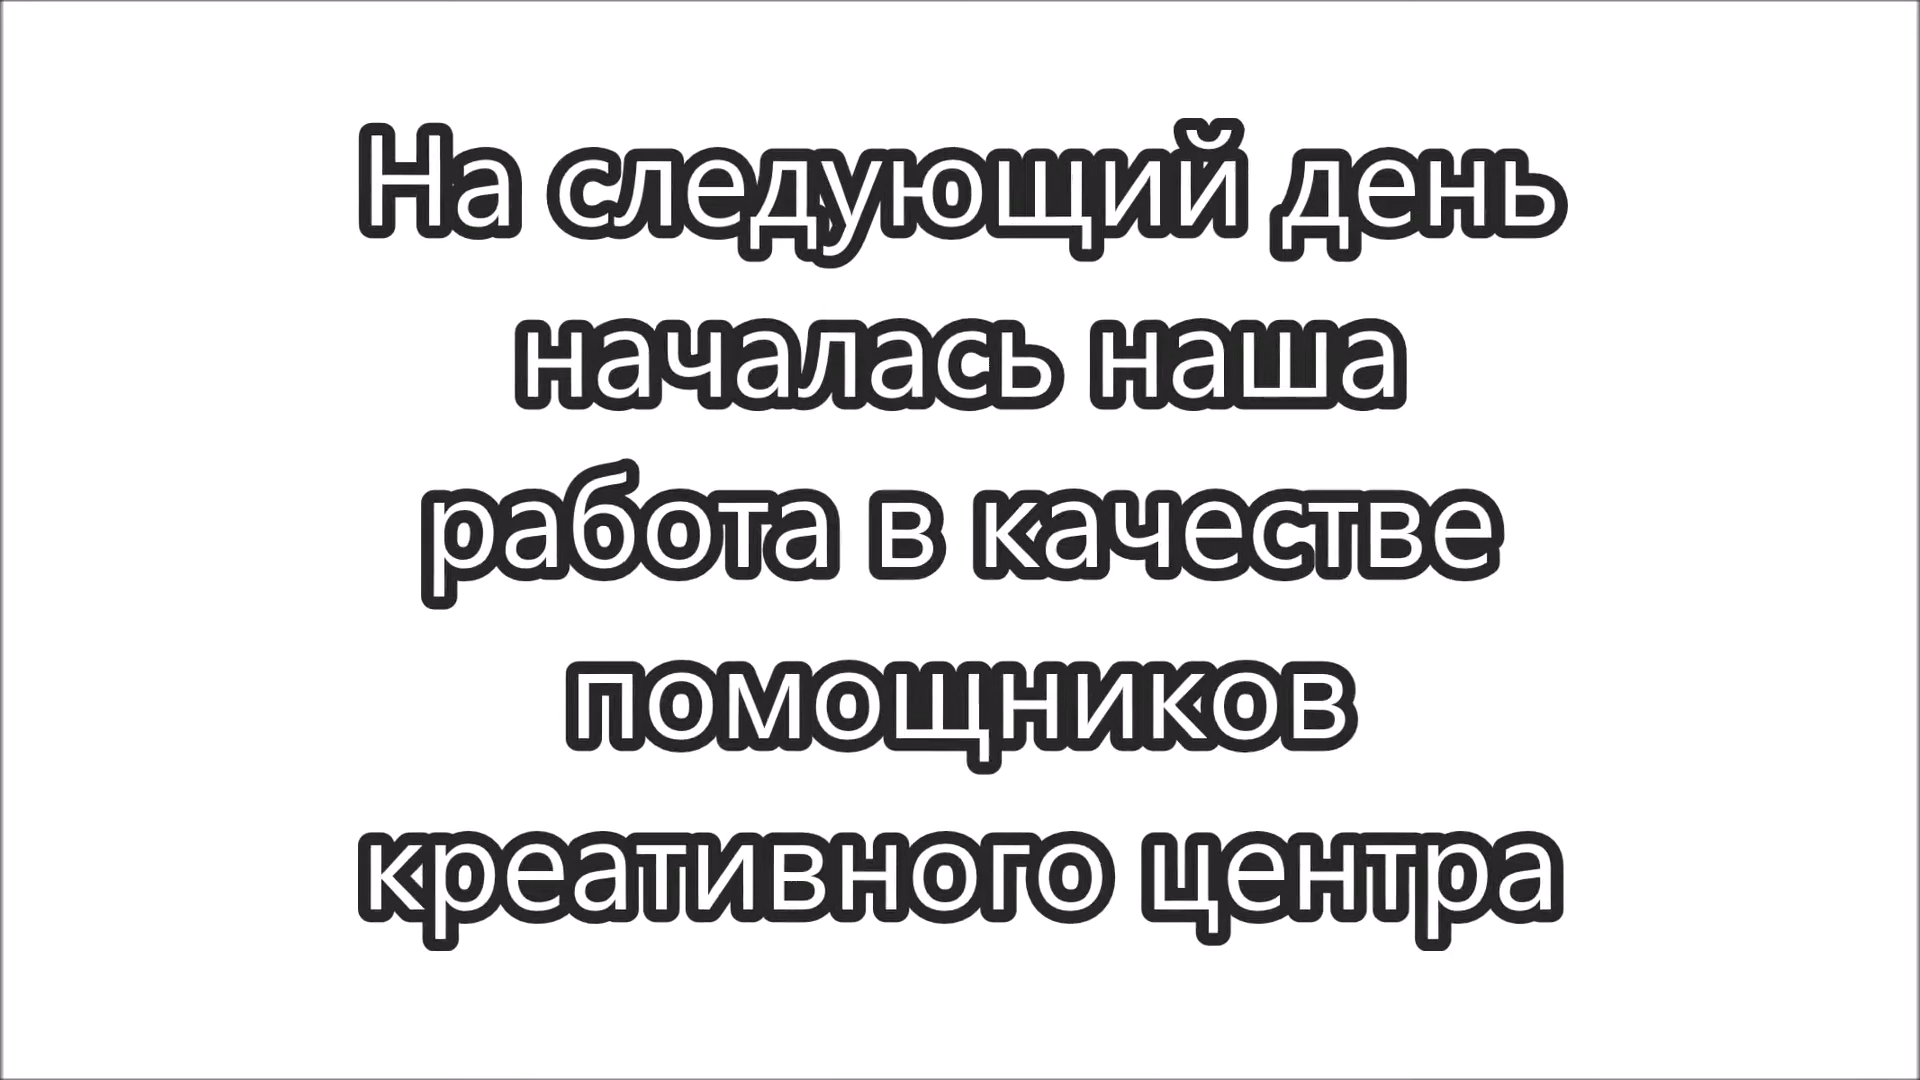 На следующий день
началась наша
работа в качестве
помощников
креативного центра